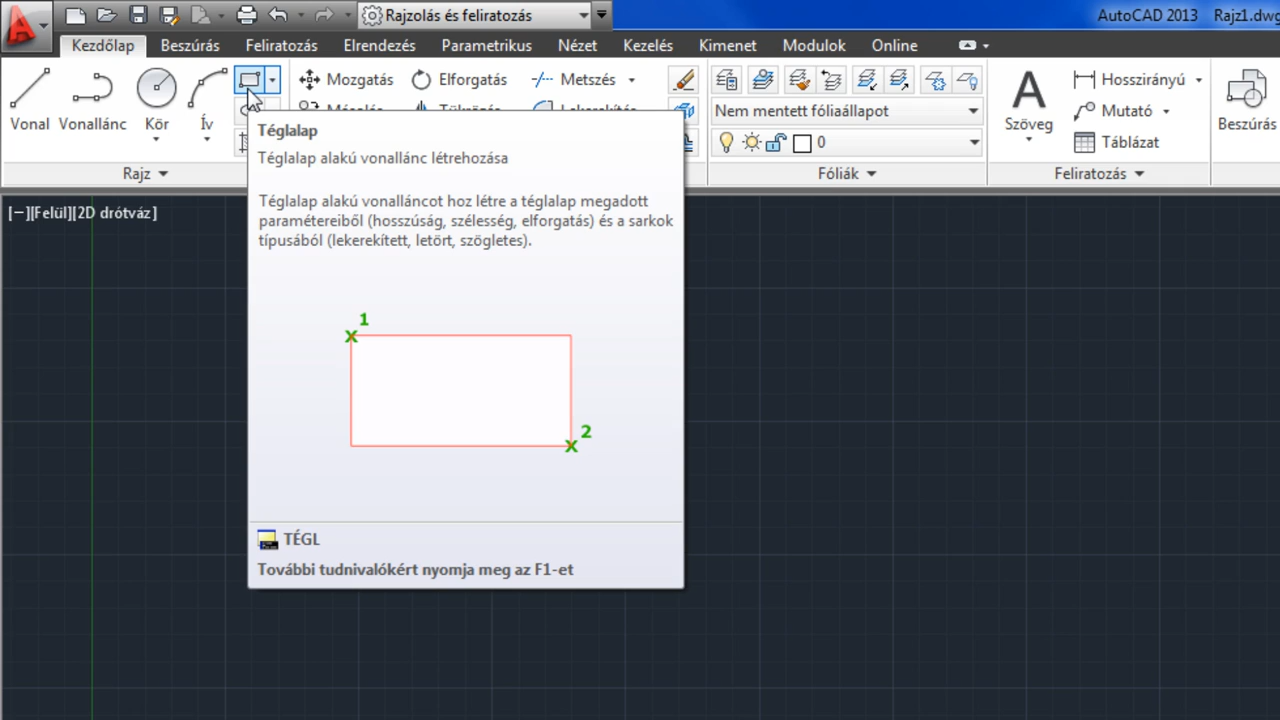 Rajzolás és feliratozás
AutoCAD 2013 Rajz1.dwg
Kezdőlap Beszúrás Feliratozás Elrendezés Parametrikus Nézet Kezelés Kimenet Modulok Online
Vonal Vonallánc Kör Ív
Mozgatás Elforgatás Metszés
Másolás Tükrözés Lekerekítés
Rajz
Nem mentett fóliaállapot
0
Fóliák
Szöveg
Hosszirányú
Mutató
Táblázat
Feliratozás
Beszúrás
[−][Felül][2D drótváz]
Téglalap
Téglalap alakú vonallánc létrehozása
Téglalap alakú vonalláncot hoz létre a téglalap megadott
paramétereiből (hosszúság, szélesség, elforgatás) és a sarkok
típusából (lekerekített, letört, szögletes).
1
2
TÉGL
További tudnivalókért nyomja meg az F1-et